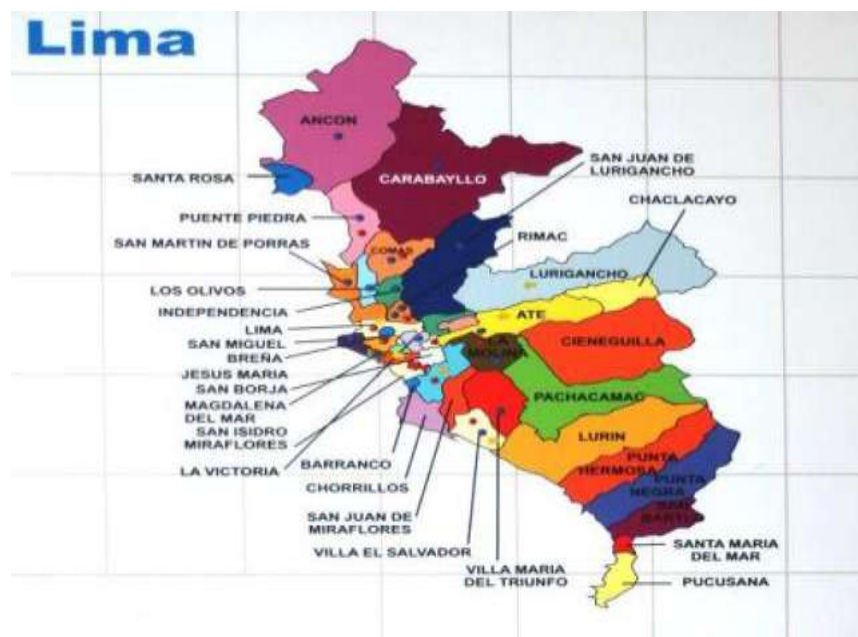 Lima
ANCON
CARABAYLLO
SAN JUAN DE
LURIGANCHO
SANTA ROSA
CHACLACAYO
PUENTE PIEDRA
SAN MARTIN DE PORRAS
COMAS
RIMAC
LURIGANCHO
LOS OLIVOS
INDEPENDENCIA
ATE
LIMA
SAN MIGUEL
BREÑA
LA
MOLINA
CIENEGUILLA
JESUS MARIA
SAN BORJA
MAGDALENA
DEL MAR
PACHACAMAC
SAN ISIDRO
MIRAFLORES
LURIN
LA VICTORIA
BARRANCO
CHORRILLOS
PUNTA
HERMOSA
PUNTA
NEGRA
SAN JUAN DE
MIRAFLORES
VILLA EL SALVADOR
VILLA MARIA
DEL TRIUNFO
SANTA MARIA
DEL MAR
PUCUSANA